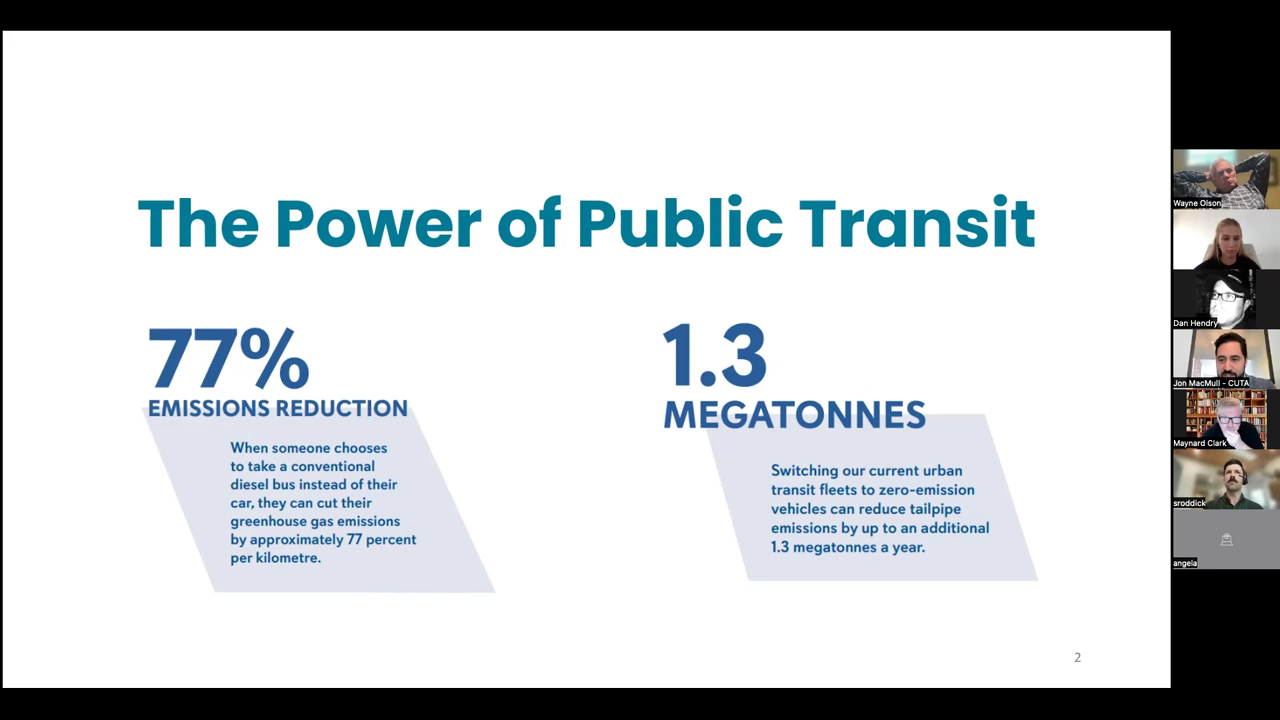 The Power of Public Transit
77%
EMISSIONS REDUCTION
When someone chooses
to take a conventional
diesel bus instead of their
car, they can cut their
greenhouse gas emissions
by approximately 77 percent
per kilometre.
1.3
MEGATONNES
Switching our current urban
transit fleets to zero-emission
vehicles can reduce tailpipe
emissions by up to an additional
1.3 megatonnes a year.
2
Wayne Olson
Dan Hendry
Jon MacMull - CUTA
Maynard Clark
sroddick
angela